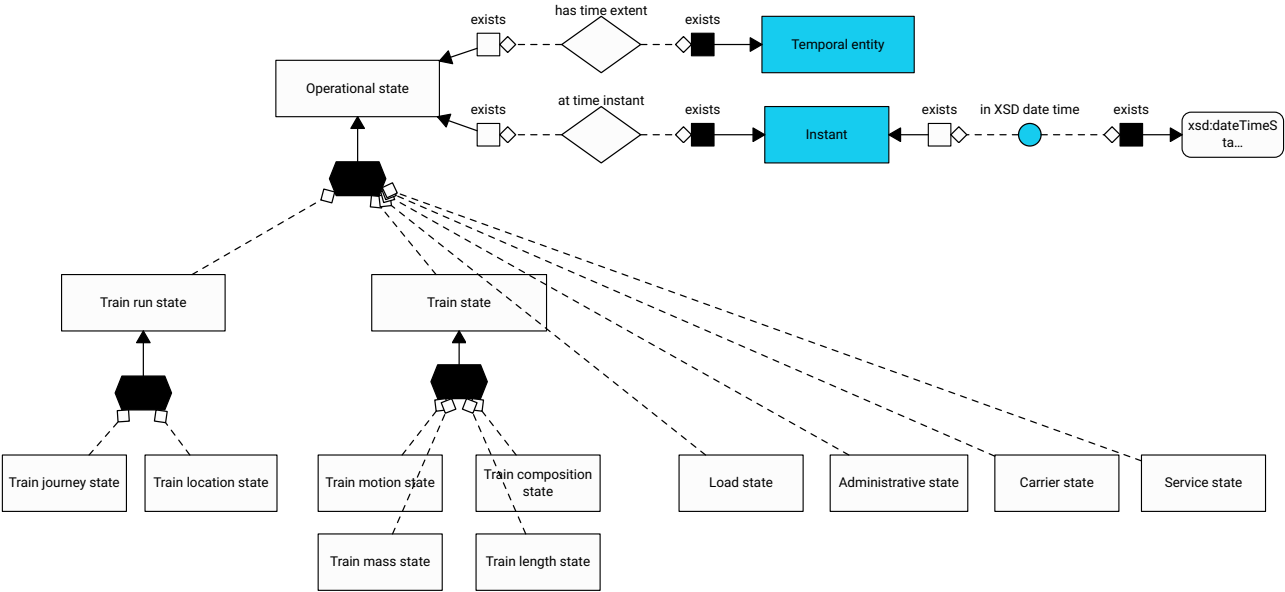 has time extent
exists
exists
Temporal entity
Operational state
at time instant
exists
exists
Instant
exists
in XSD date time
exists
xsd:dateTimeS
ta…
Train run state
Train state
Train journey state
Train location state
Train motion state
Train composition
state
Load state
Administrative state
Carrier state
Service state
Train mass state
Train length state